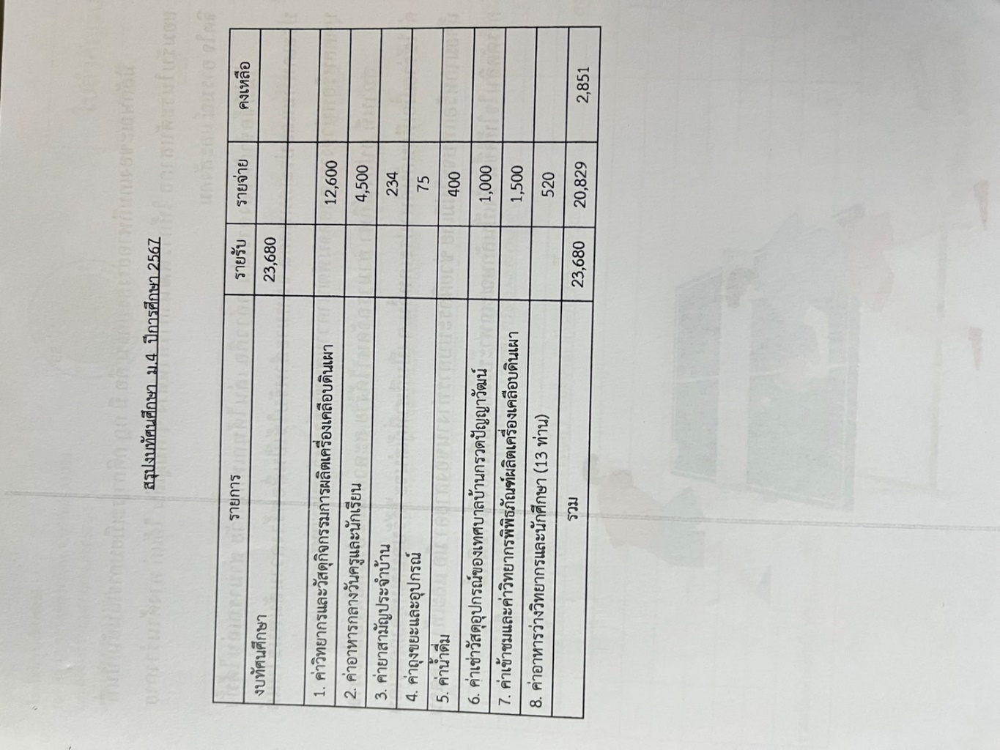 สรุปงบทัศนศึกษา ม.4 ปีการศึกษา 2567
รายการ รายรับ รายจ่าย คงเหลือ
งบทัศนศึกษา 23,680
1. ค่าวิทยากรและวัสดุกิจกรรมการผลิตเครื่องเคลือบดินเผา 12,600
2. ค่าอาหารกลางวันครูและนักเรียน 4,500
3. ค่ายาสามัญประจำบ้าน 234
4. ค่าถุงขยะและอุปกรณ์ 75
5. ค่าน้ำดื่ม 400
6. ค่าเช่าวัสดุอุปกรณ์ของเทศบาลบ้านกรวดปัญญาวัฒน์ 1,000
7. ค่าเข้าชมและค่าวิทยากรพิพิธภัณฑ์ผลิตเครื่องเคลือบดินเผา 1,500
8. ค่าอาหารว่างวิทยากรและนักศึกษา (13 ท่าน) 520
รวม 23,680 20,829 2,851